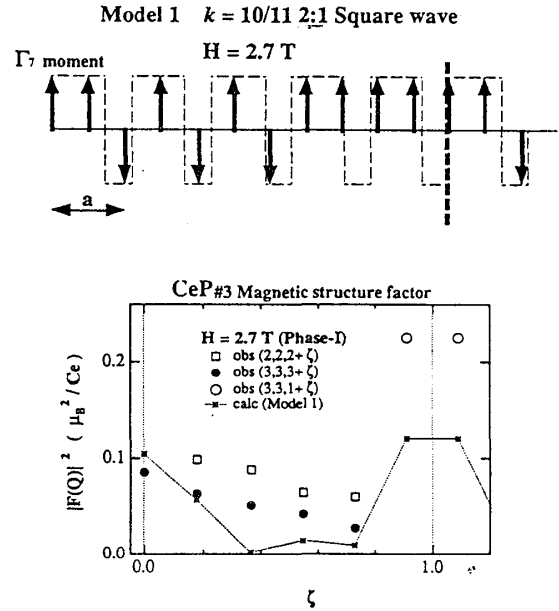 Model 1 k = 10/11 2:1 Square wave
Γ7 moment
H = 2.7 T
a
CeP#3 Magnetic structure factor
H = 2.7 T (Phase-I)
obs (2,2,2+ ζ)
obs (3,3,3+ ζ)
obs (3,3,1+ ζ)
calc (Model 1)
|F(Q)|² ( μB² /Ce)
0.2
0.1
0.0
0.0
1.0
ζ